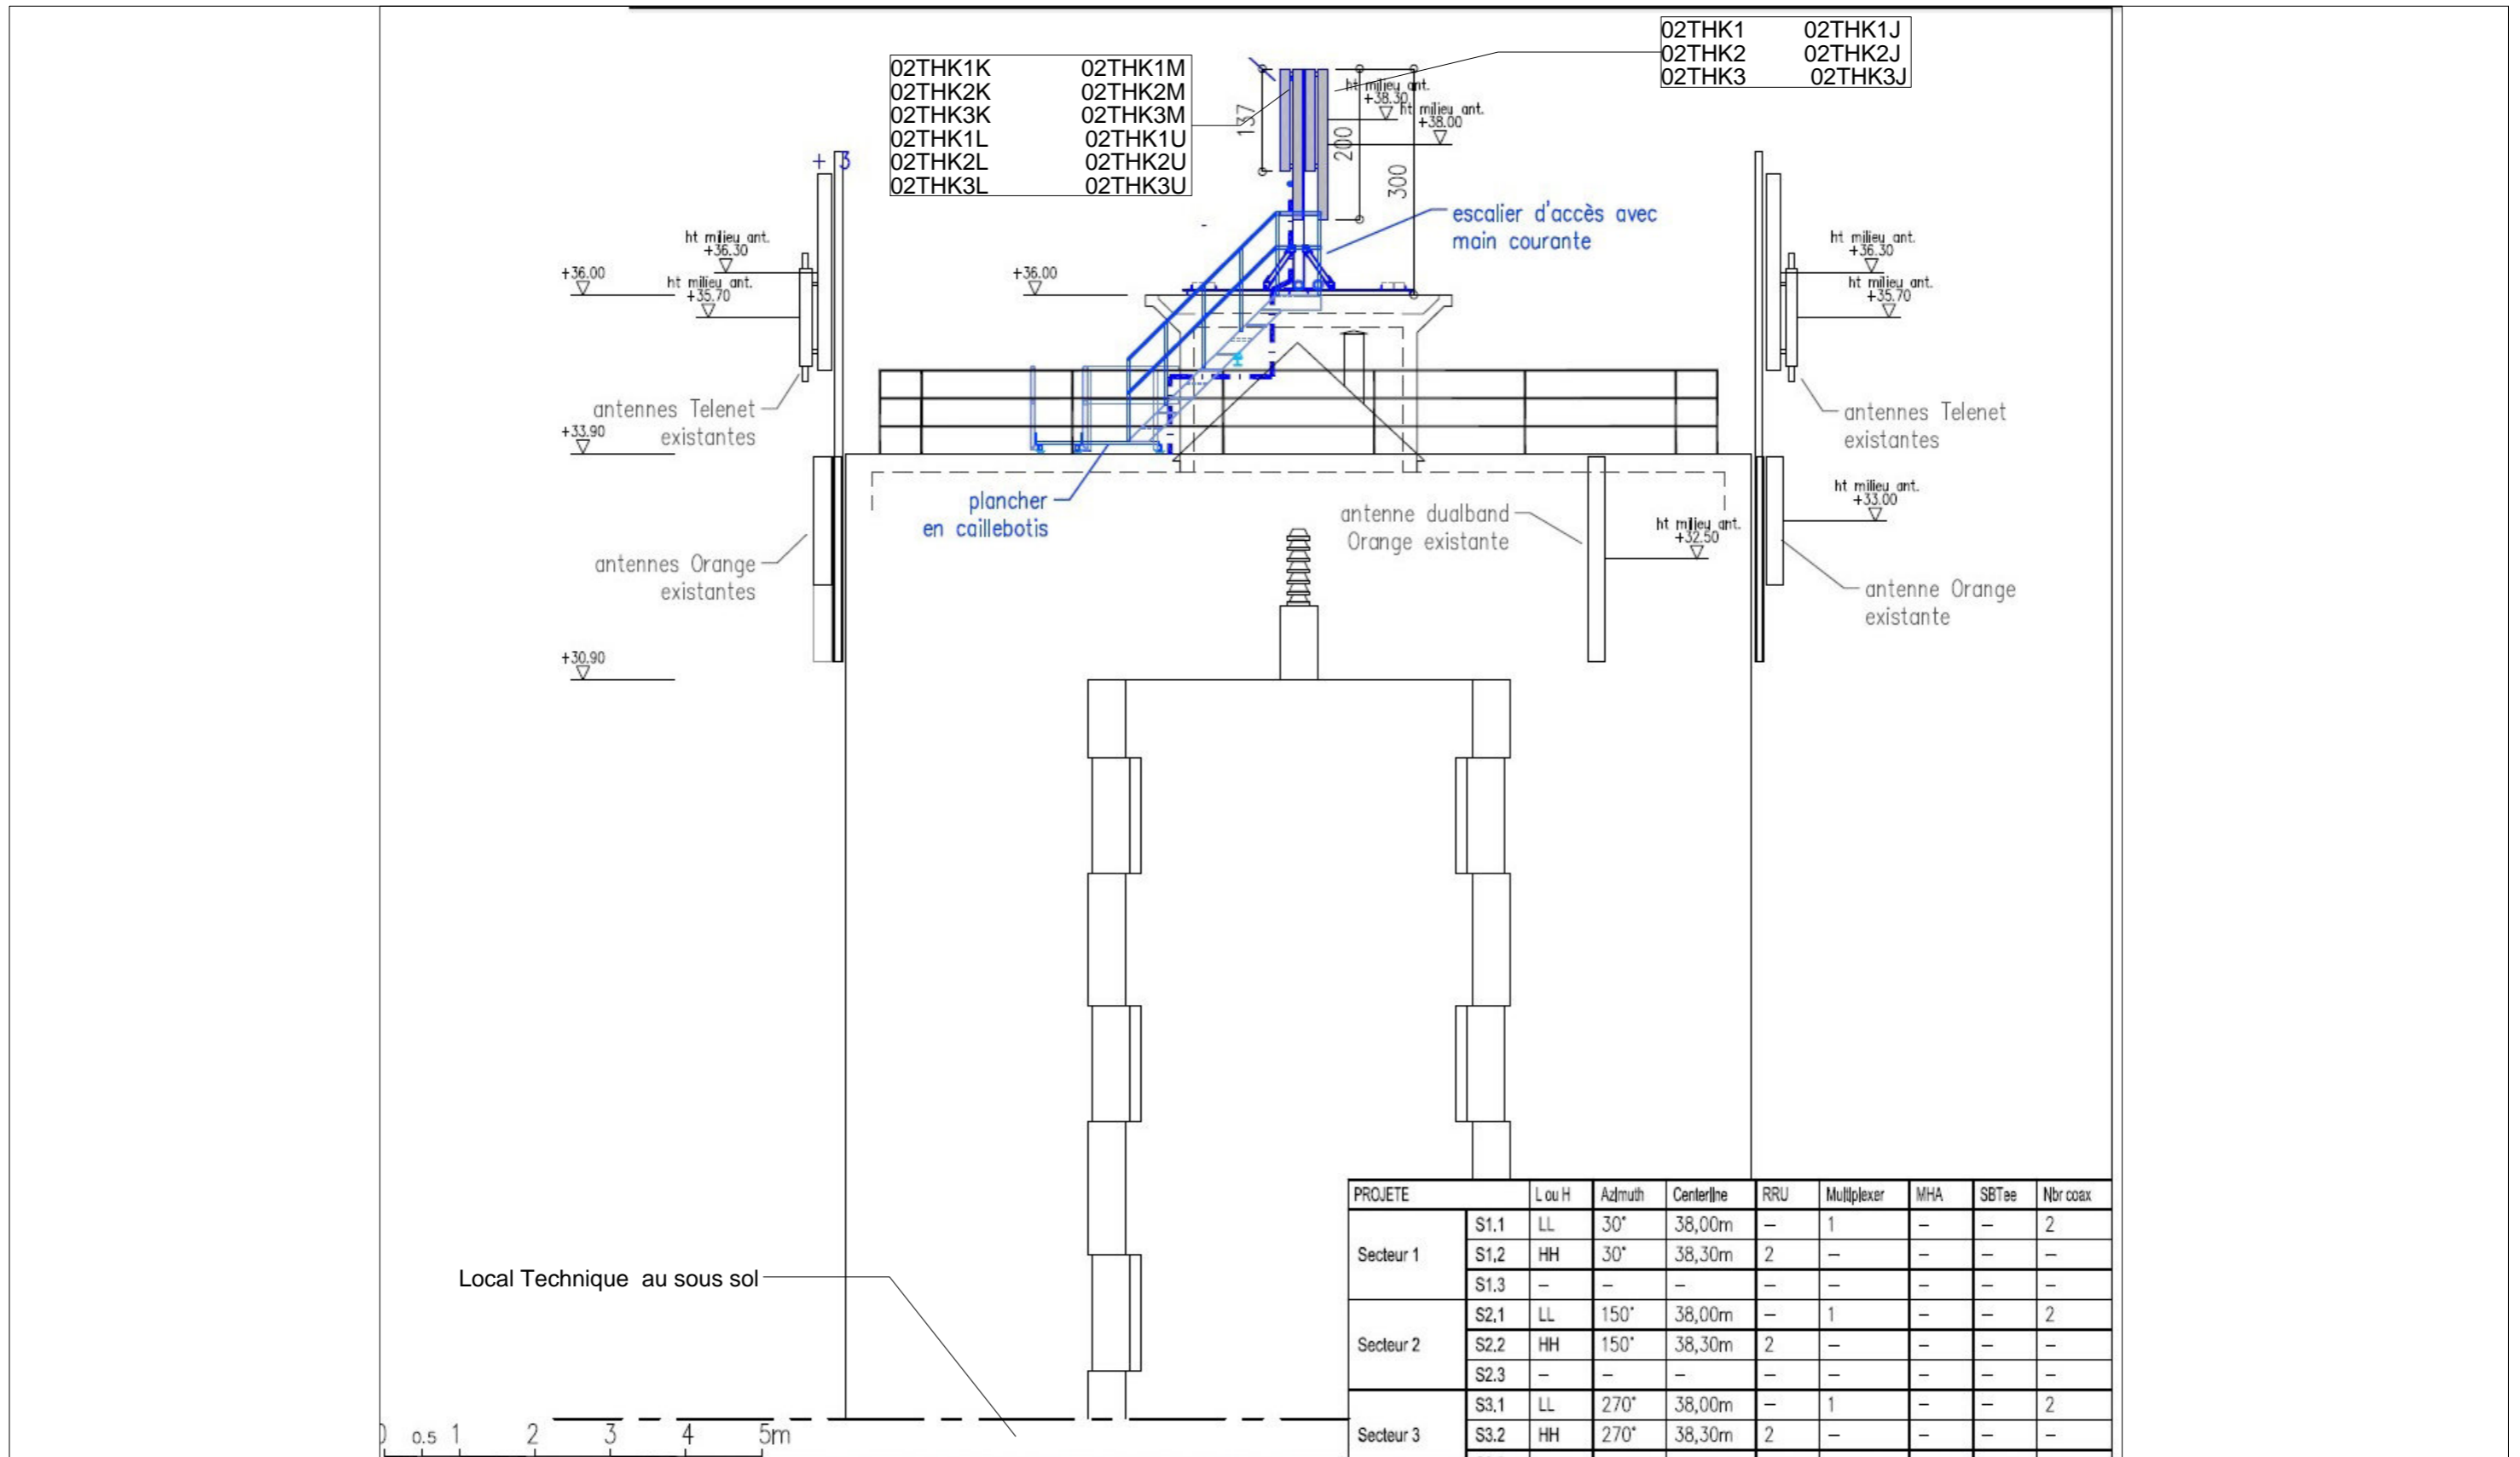 02THK1 02THK1J
02THK2 02THK2J
02THK3 02THK3J
02THK1K 02THK1M
02THK2K 02THK2M
02THK3K 02THK3M
02THK1L 02THK1U
02THK2L 02THK2U
02THK3L 02THK3U
137
200
300
ht milieu ant.
+38.30
ht milieu ant.
+38.00
+ 3
escalier d'accès avec
main courante
ht milieu ant.
+36.30
+36.00
ht milieu ant.
+35.70
+36.00
ht milieu ant.
+36.30
ht milieu ant.
+35.70
antennes Telenet
existantes
+33.90
antennes Telenet
existantes
plancher
en caillebotis
antenne dualband
Orange existante
ht milieu ant.
+32.50
ht milieu ant.
+33.00
antennes Orange
existantes
antenne Orange
existante
+30.90
Local Technique au sous sol
PROJETE L ou H Azimuth Centerline RRU Multiplexer MHA SBTee Nbr coax
Secteur 1
S1.1 LL 30° 38,00m – 1 – – 2
S1.2 HH 30° 38,30m 2 – – – –
S1.3 – – – – – – – –
Secteur 2
S2.1 LL 150° 38,00m – 1 – – 2
S2.2 HH 150° 38,30m 2 – – – –
S2.3 – – – – – – – –
Secteur 3
S3.1 LL 270° 38,00m – 1 – – 2
S3.2 HH 270° 38,30m 2 – – – –
0 0.5 1 2 3 4 5m